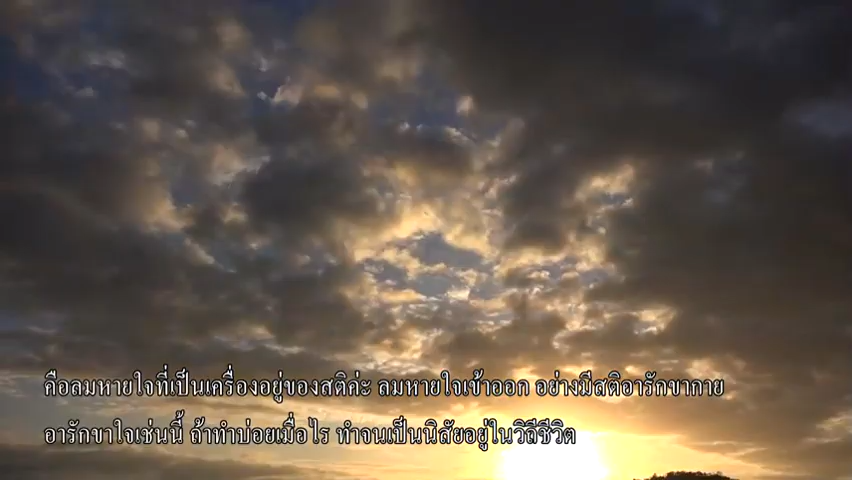 คือลมหายใจที่เป็นเครื่องอยู่ของสติค่ะ ลมหายใจเข้าออก อย่างมีสติอารักขากาย
อารักขาใจเช่นนี้ ถ้าทำบ่อยเมื่อไร ทำจนเป็นนิสัยอยู่ในวิถีชีวิต